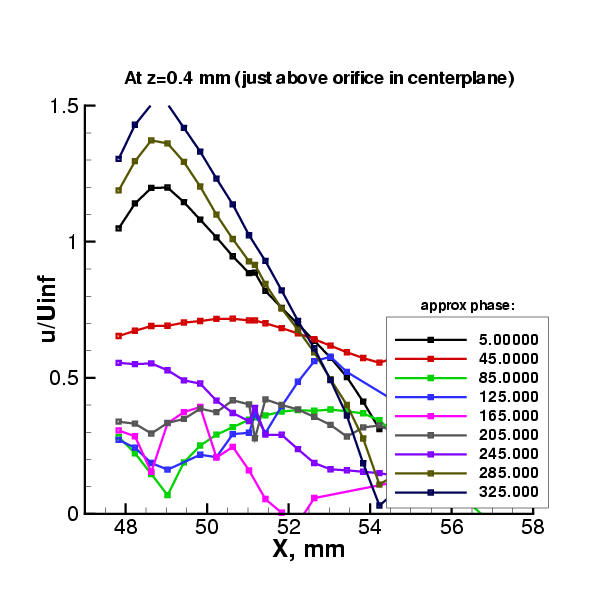 At z=0.4 mm (just above orifice in centerplane)
1.5
1
0.5
0
u/Uinf
48 50 52 54 56 58
X, mm
approx phase:
5.00000
45.0000
85.0000
125.000
165.000
205.000
245.000
285.000
325.000